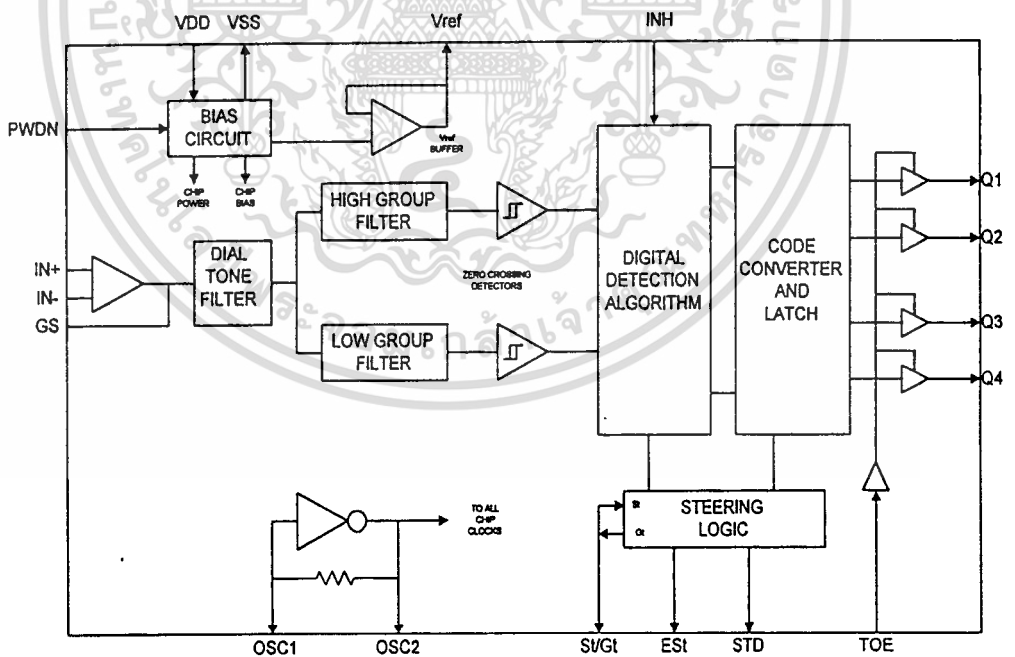 VDD VSS Vref INH
PWDN
BIAS
CIRCUIT
Vref
BUFFER
CHIP
POWER
CHIP
BIAS
HIGH GROUP
FILTER
Q1
Q2
Q3
Q4
IN+
IN-
GS
DIAL
TONE
FILTER
ZERO CROSSING
DETECTORS
DIGITAL
DETECTION
ALGORITHM
CODE
CONVERTER
AND
LATCH
LOW GROUP
FILTER
TO ALL
CHIP
CLOCKS
St
Gt
STEERING
LOGIC
OSC1 OSC2 St/Gt ESt STD TOE